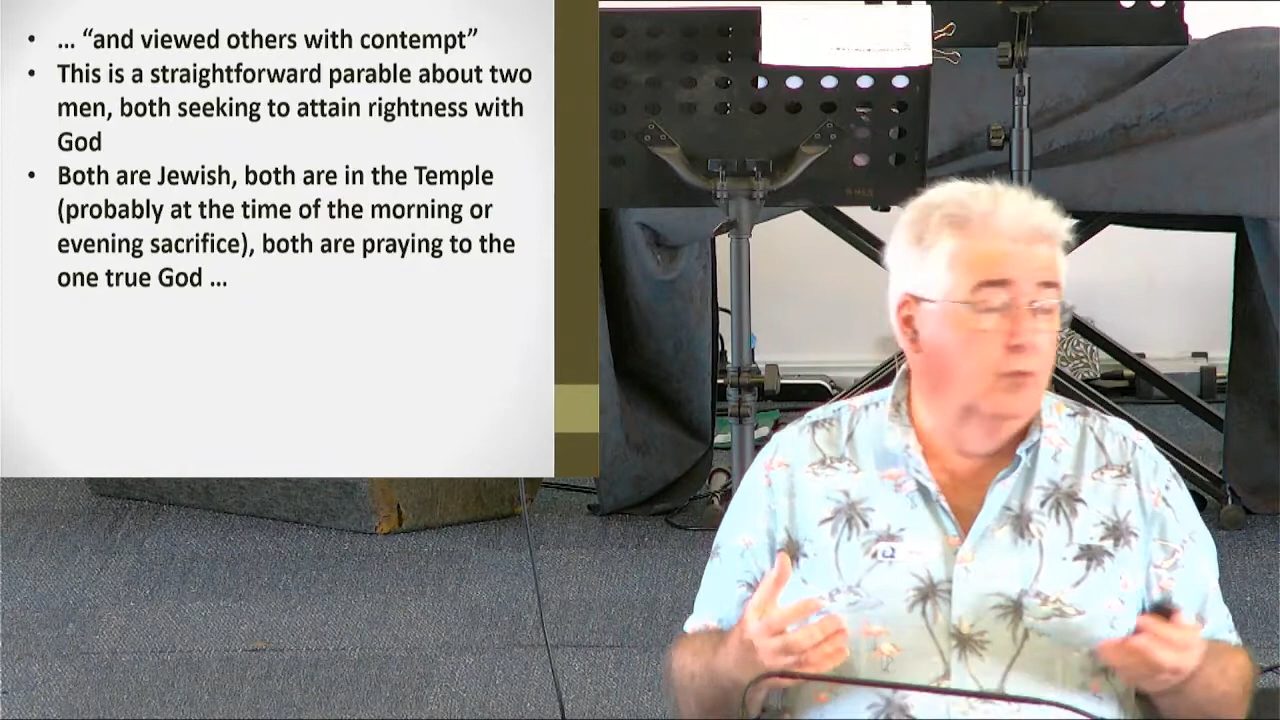 • ... “and viewed others with contempt”
• This is a straightforward parable about two
men, both seeking to attain rightness with
God
• Both are Jewish, both are in the Temple
(probably at the time of the morning or
evening sacrifice), both are praying to the
one true God ...